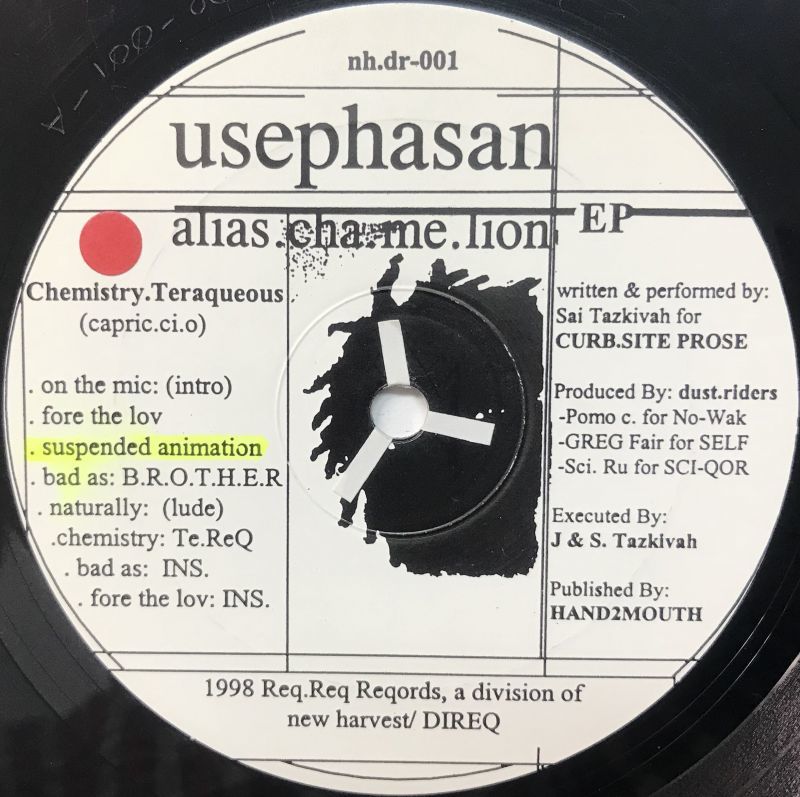 nh.dr-001
usephasan
alias.cha.me.lion EP
Chemistry.Teraqueous
(capric.ci.o)
. on the mic: (intro)
. fore the lov
. suspended animation
. bad as: B.R.O.T.H.E.R
. naturally: (lude)
.chemistry: Te.ReQ
. bad as: INS.
. fore the lov: INS.
written & performed by:
Sai Tazkivah for
CURB.SITE PROSE
Produced By: dust.riders
-Pomo c. for No-Wak
-GREG Fair for SELF
-Sci. Ru for SCI-QOR
Executed By:
J & S. Tazkivah
Published By:
HAND2MOUTH
1998 Req.Req Reqords, a division of
new harvest/ DIREQ